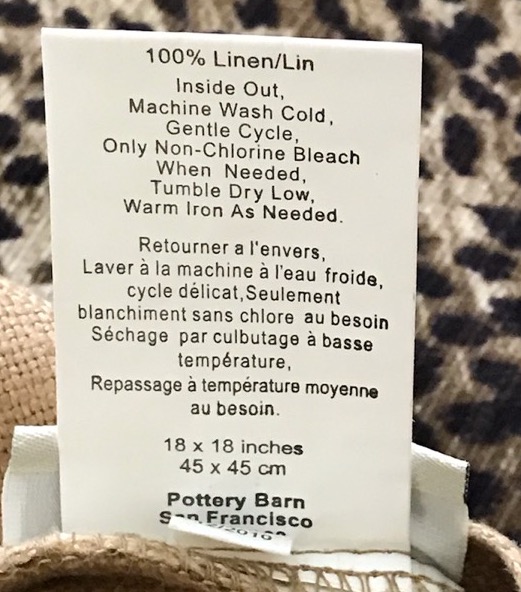 100% Linen/Lin
Inside Out,
Machine Wash Cold,
Gentle Cycle,
Only Non-Chlorine Bleach
When Needed,
Tumble Dry Low,
Warm Iron As Needed.
Retourner a l'envers,
Laver à la machine à l'eau froide,
cycle délicat,Seulement
blanchiment sans chlore au besoin
Séchage par culbutage à basse
température,
Repassage à température moyenne
au besoin.
18 x 18 inches
45 x 45 cm
Pottery Barn
San Francisco